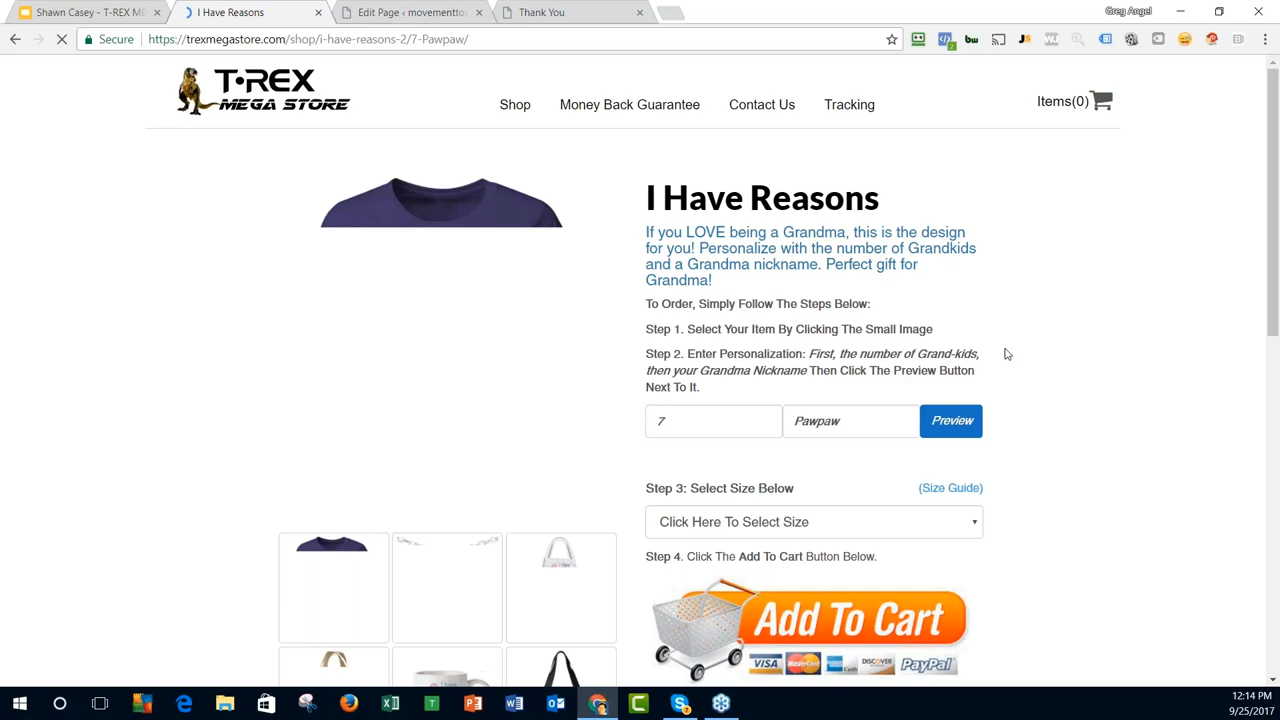 Shawn Casey - T-REX ME
I Have Reasons
Edit Page ‹ movementtov
Thank You
Greg Angel
Secure
https://trexmegastore.com/shop/i-have-reasons-2/7-Pawpaw/
T•REX
MEGA STORE
Shop
Money Back Guarantee
Contact Us
Tracking
Items(0)
I Have Reasons
If you LOVE being a Grandma, this is the design
for you! Personalize with the number of Grandkids
and a Grandma nickname. Perfect gift for
Grandma!
To Order, Simply Follow The Steps Below:
Step 1. Select Your Item By Clicking The Small Image
Step 2. Enter Personalization: First, the number of Grand-kids,
then your Grandma Nickname Then Click The Preview Button
Next To It.
7
Pawpaw
Preview
Step 3: Select Size Below
(Size Guide)
Click Here To Select Size
Step 4. Click The Add To Cart Button Below.
Add To Cart
VISA
MasterCard
DISCOVER
PayPal
12:14 PM
9/25/2017